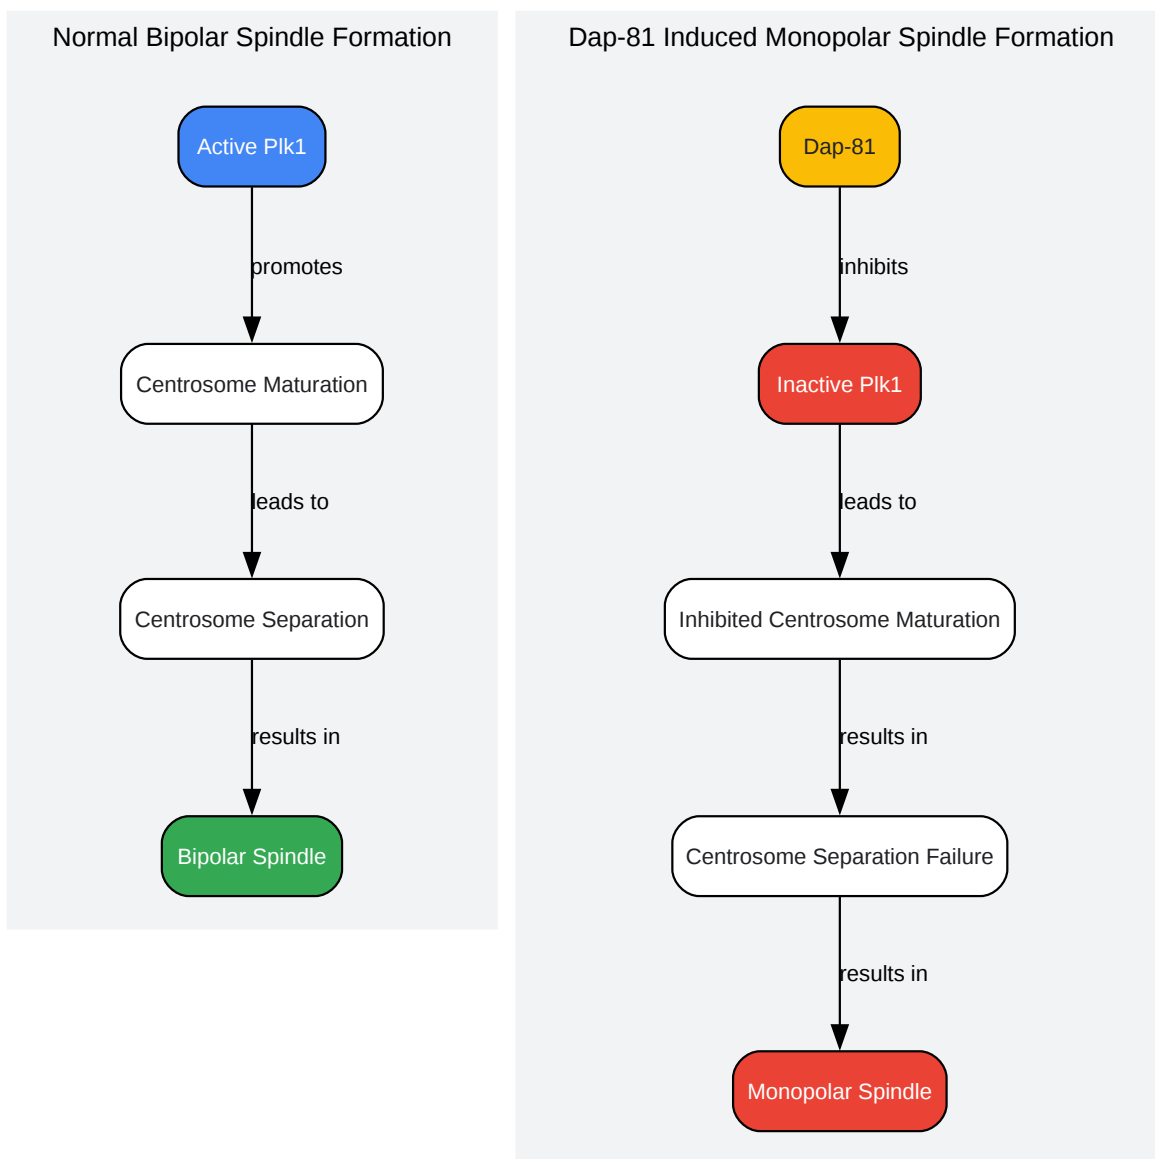 Normal Bipolar Spindle Formation
Active Plk1
promotes
Centrosome Maturation
leads to
Centrosome Separation
results in
Bipolar Spindle
Dap-81 Induced Monopolar Spindle Formation
Dap-81
inhibits
Inactive Plk1
leads to
Inhibited Centrosome Maturation
results in
Centrosome Separation Failure
results in
Monopolar Spindle